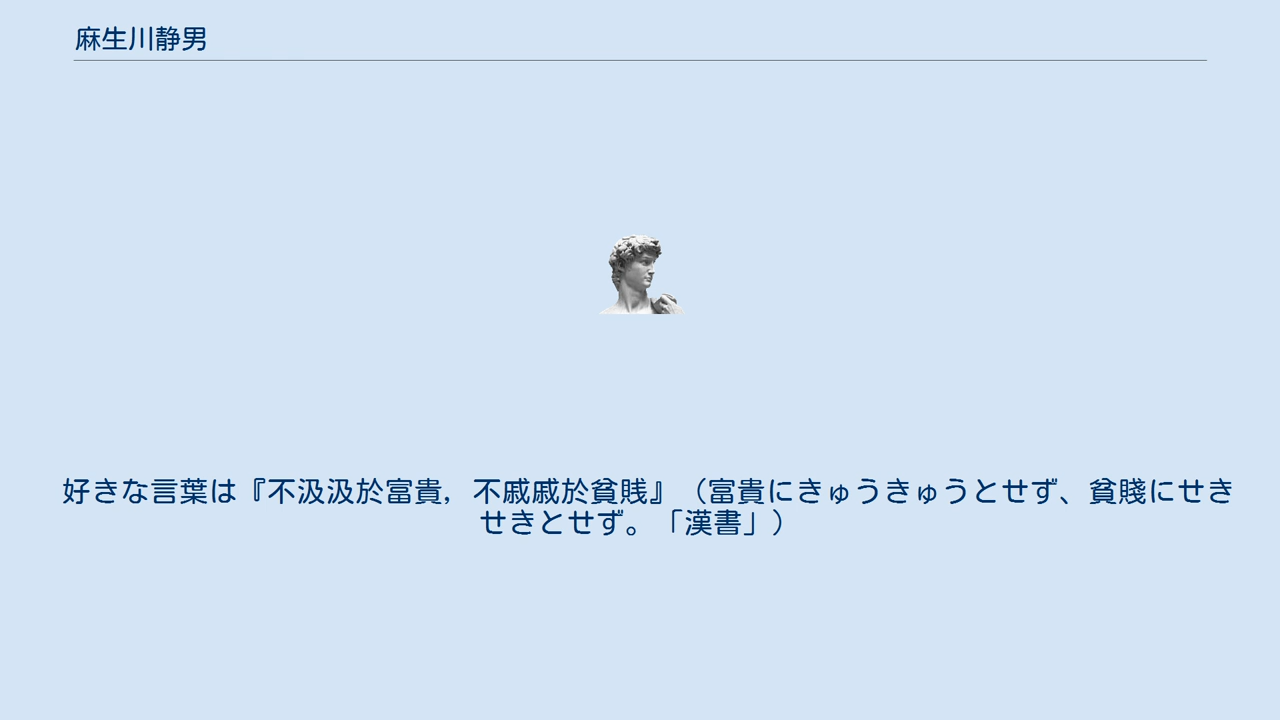 麻生川静男
好きな言葉は『不汲汲於富貴，不戚戚於貧賎』（富貴にきゅうきゅうとせず、貧賤にせき
せきとせず。「漢書」）